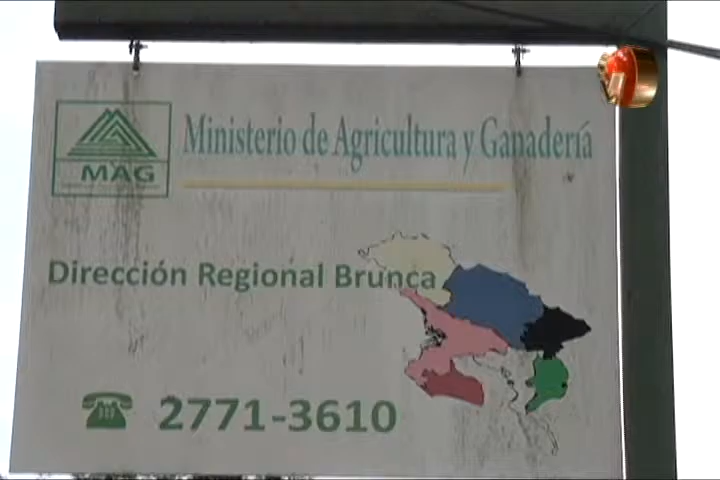 MAG
Ministerio de Agricultura y Ganadería
Dirección Regional Brunca
2771-3610